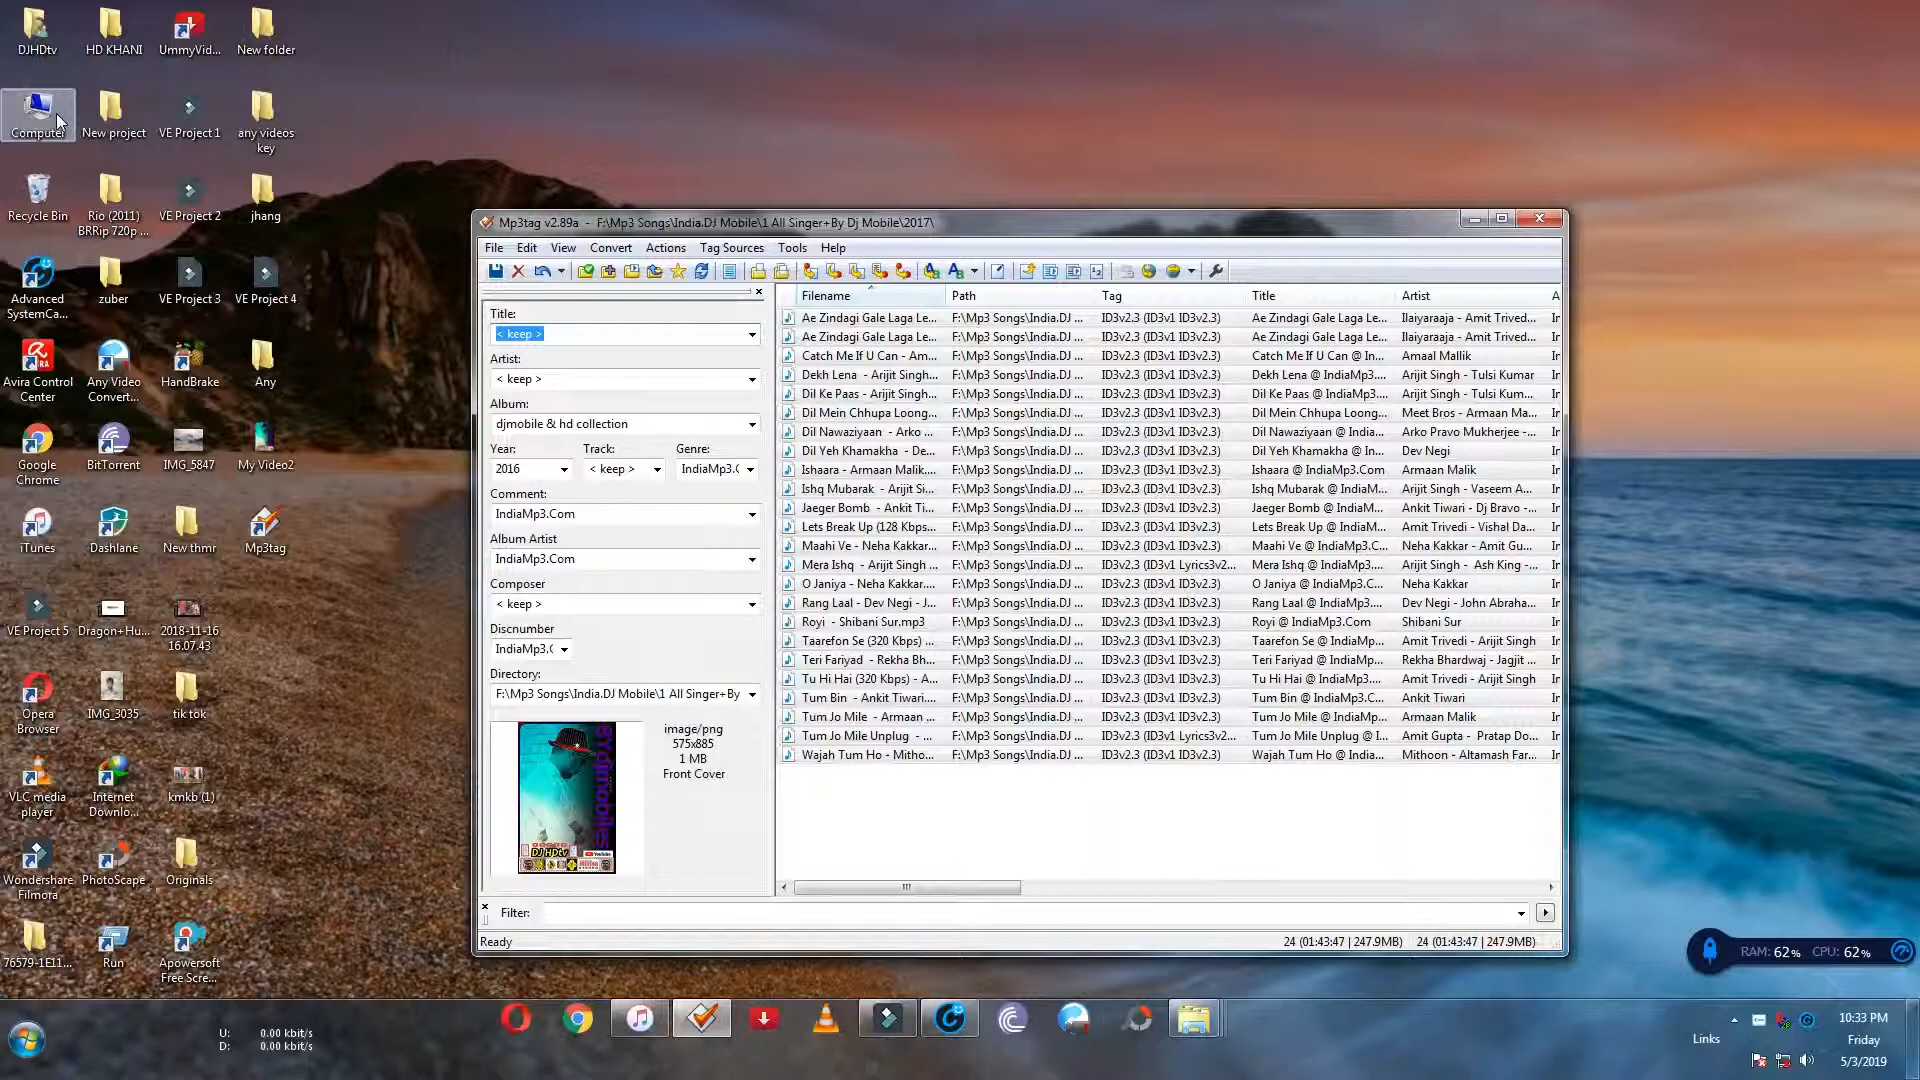 DJHDtv
HD KHANI
UmmyVid...
New folder
Computer
New project
VE Project 1
any videos
key
Recycle Bin
Rio (2011)
BRRip 720p ...
VE Project 2
jhang
Advanced
SystemCa...
zuber
VE Project 3
VE Project 4
Avira Control
Center
Any Video
Convert...
HandBrake
Any
Google
Chrome
BitTorrent
IMG_5847
My Video2
iTunes
Dashlane
New thmr
Mp3tag
VE Project 5
Dragon+Hu...
2018-11-16
16.07.43
Opera
Browser
IMG_3035
tik tok
VLC media
player
Internet
Downlo...
kmkb (1)
Wondershare
Filmora
PhotoScape
Originals
76579-1E11...
Run
Apowersoft
Free Scre...
Mp3tag v2.89a - F:\Mp3 Songs\India.DJ Mobile\1 All Singer+By Dj Mobile\2017\
File Edit View Convert Actions Tag Sources Tools Help
Title:
< keep >
Artist:
< keep >
Album:
djmobile & hd collection
Year: Track: Genre:
2016 < keep > IndiaMp3.(
Comment:
IndiaMp3.Com
Album Artist
IndiaMp3.Com
Composer
< keep >
Discnumber
IndiaMp3.(
Directory:
F:\Mp3 Songs\India.DJ Mobile\1 All Singer+By
image/png
575x885
1 MB
Front Cover
Bydjmobiles
DJ HDtv
Filename Path Tag Title Artist A
Ae Zindagi Gale Laga Le... F:\Mp3 Songs\India.DJ ... ID3v2.3 (ID3v1 ID3v2.3) Ae Zindagi Gale Laga Le... Ilaiyaraaja - Amit Trived... Ir
Ae Zindagi Gale Laga Le... F:\Mp3 Songs\India.DJ ... ID3v2.3 (ID3v1 ID3v2.3) Ae Zindagi Gale Laga Le... Ilaiyaraaja - Amit Trived... Ir
Catch Me If U Can - Am... F:\Mp3 Songs\India.DJ ... ID3v2.3 (ID3v1 ID3v2.3) Catch Me If U Can @ In... Amaal Mallik Ir
Dekh Lena - Arijit Singh... F:\Mp3 Songs\India.DJ ... ID3v2.3 (ID3v1 ID3v2.3) Dekh Lena @ IndiaMp3.... Arijit Singh - Tulsi Kumar Ir
Dil Ke Paas - Arijit Singh... F:\Mp3 Songs\India.DJ ... ID3v2.3 (ID3v1 ID3v2.3) Dil Ke Paas @ IndiaMp3.... Arijit Singh - Tulsi Kum... Ir
Dil Mein Chhupa Loong... F:\Mp3 Songs\India.DJ ... ID3v2.3 (ID3v1 ID3v2.3) Dil Mein Chhupa Loong... Meet Bros - Armaan Ma... Ir
Dil Nawaziyaan - Arko ... F:\Mp3 Songs\India.DJ ... ID3v2.3 (ID3v1 ID3v2.3) Dil Nawaziyaan @ India... Arko Pravo Mukherjee -... Ir
Dil Yeh Khamakha - De... F:\Mp3 Songs\India.DJ ... ID3v2.3 (ID3v1 ID3v2.3) Dil Yeh Khamakha @ In... Dev Negi Ir
Ishaara - Armaan Malik.... F:\Mp3 Songs\India.DJ ... ID3v2.3 (ID3v1 ID3v2.3) Ishaara @ IndiaMp3.Com Armaan Malik Ir
Ishq Mubarak - Arijit Si... F:\Mp3 Songs\India.DJ ... ID3v2.3 (ID3v1 ID3v2.3) Ishq Mubarak @ IndiaM... Arijit Singh - Vaseem A... Ir
Jaeger Bomb - Ankit Ti... F:\Mp3 Songs\India.DJ ... ID3v2.3 (ID3v1 ID3v2.3) Jaeger Bomb @ IndiaM... Ankit Tiwari - Dj Bravo -... Ir
Lets Break Up (128 Kbps... F:\Mp3 Songs\India.DJ ... ID3v2.3 (ID3v1 ID3v2.3) Lets Break Up @ IndiaM... Amit Trivedi - Vishal Da... Ir
Maahi Ve - Neha Kakkar... F:\Mp3 Songs\India.DJ ... ID3v2.3 (ID3v1 ID3v2.3) Maahi Ve @ IndiaMp3.C... Neha Kakkar - Amit Gu... Ir
Mera Ishq - Arijit Singh ... F:\Mp3 Songs\India.DJ ... ID3v2.3 (ID3v1 Lyrics3v2... Mera Ishq @ IndiaMp3.... Arijit Singh - Ash King -... Ir
O Janiya - Neha Kakkar.... F:\Mp3 Songs\India.DJ ... ID3v2.3 (ID3v1 ID3v2.3) O Janiya @ IndiaMp3.C... Neha Kakkar Ir
Rang Laal - Dev Negi - J... F:\Mp3 Songs\India.DJ ... ID3v2.3 (ID3v1 ID3v2.3) Rang Laal @ IndiaMp3.... Dev Negi - John Abraha... Ir
Royi - Shibani Sur.mp3 F:\Mp3 Songs\India.DJ ... ID3v2.3 (ID3v1 ID3v2.3) Royi @ IndiaMp3.Com Shibani Sur Ir
Taarefon Se (320 Kbps) ... F:\Mp3 Songs\India.DJ ... ID3v2.3 (ID3v1 ID3v2.3) Taarefon Se @ IndiaMp... Amit Trivedi - Arijit Singh Ir
Teri Fariyad - Rekha Bh... F:\Mp3 Songs\India.DJ ... ID3v2.3 (ID3v1 ID3v2.3) Teri Fariyad @ IndiaMp... Rekha Bhardwaj - Jagjit ... Ir
Tu Hi Hai (320 Kbps) - A... F:\Mp3 Songs\India.DJ ... ID3v2.3 (ID3v1 ID3v2.3) Tu Hi Hai @ IndiaMp3.... Amit Trivedi - Arijit Singh Ir
Tum Bin - Ankit Tiwari.... F:\Mp3 Songs\India.DJ ... ID3v2.3 (ID3v1 ID3v2.3) Tum Bin @ IndiaMp3.C... Ankit Tiwari Ir
Tum Jo Mile - Armaan ... F:\Mp3 Songs\India.DJ ... ID3v2.3 (ID3v1 ID3v2.3) Tum Jo Mile @ IndiaMp... Armaan Malik Ir
Tum Jo Mile Unplug - ... F:\Mp3 Songs\India.DJ ... ID3v2.3 (ID3v1 Lyrics3v2... Tum Jo Mile Unplug @ ... Amit Gupta - Pratap Do... Ir
Wajah Tum Ho - Mitho... F:\Mp3 Songs\India.DJ ... ID3v2.3 (ID3v1 ID3v2.3) Wajah Tum Ho @ India... Mithoon - Altamash Far... Ir
Filter:
Ready 24 (01:43:47 | 247.9MB) 24 (01:43:47 | 247.9MB)
RAM: 62% CPU: 62%
U: 0.00 kbit/s
D: 0.00 kbit/s
Links
10:33 PM
Friday
5/3/2019